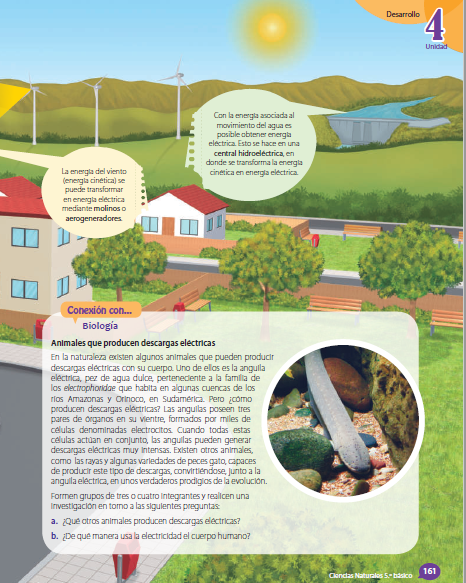 Desarrollo
4
Unidad
Con la energía asociada al
movimiento del agua es
posible obtener energía
eléctrica. Esto se hace en una
central hidroeléctrica, en
donde se transforma la energía
cinética en energía eléctrica.
La energía del viento
(energía cinética) se
puede transformar
en energía eléctrica
mediante molinos o
aerogeneradores.
Conexión con...
Biología
Animales que producen descargas eléctricas
En la naturaleza existen algunos animales que pueden producir
descargas eléctricas con su cuerpo. Uno de ellos es la anguila
eléctrica, pez de agua dulce, perteneciente a la familia de
los electrophoridae que habita en algunas cuencas de los
ríos Amazonas y Orinoco, en Sudamérica. Pero ¿cómo
producen descargas eléctricas? Las anguilas poseen tres
pares de órganos en su vientre, formados por miles de
células denominadas electrocitos. Cuando todas estas
células actúan en conjunto, las anguilas pueden generar
descargas eléctricas muy intensas. Existen otros animales,
como las rayas y algunas variedades de peces gato, capaces
de producir este tipo de descargas, convirtiéndose, junto a la
anguila eléctrica, en unos verdaderos prodigios de la evolución.
Formen grupos de tres o cuatro integrantes y realicen una
investigación en torno a las siguientes preguntas:
a. ¿Qué otros animales producen descargas eléctricas?
b. ¿De qué manera usa la electricidad el cuerpo humano?
Ciencias Naturales 5.º básico 161